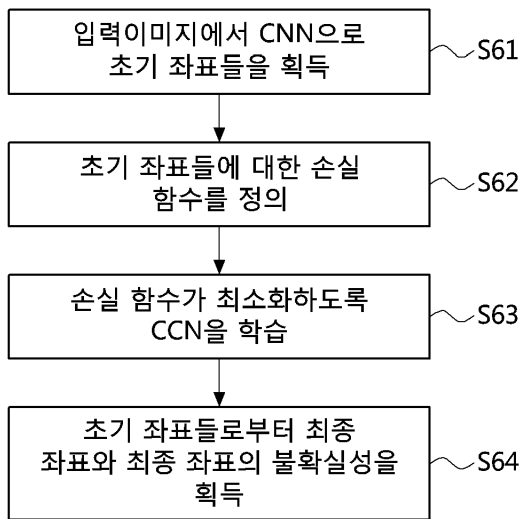 입력이미지에서 CNN으로
초기 좌표들을 획득
S61
초기 좌표들에 대한 손실
함수를 정의
S62
손실 함수가 최소화하도록
CCN을 학습
S63
초기 좌표들로부터 최종
좌표와 최종 좌표의 불확실성을
획득
S64